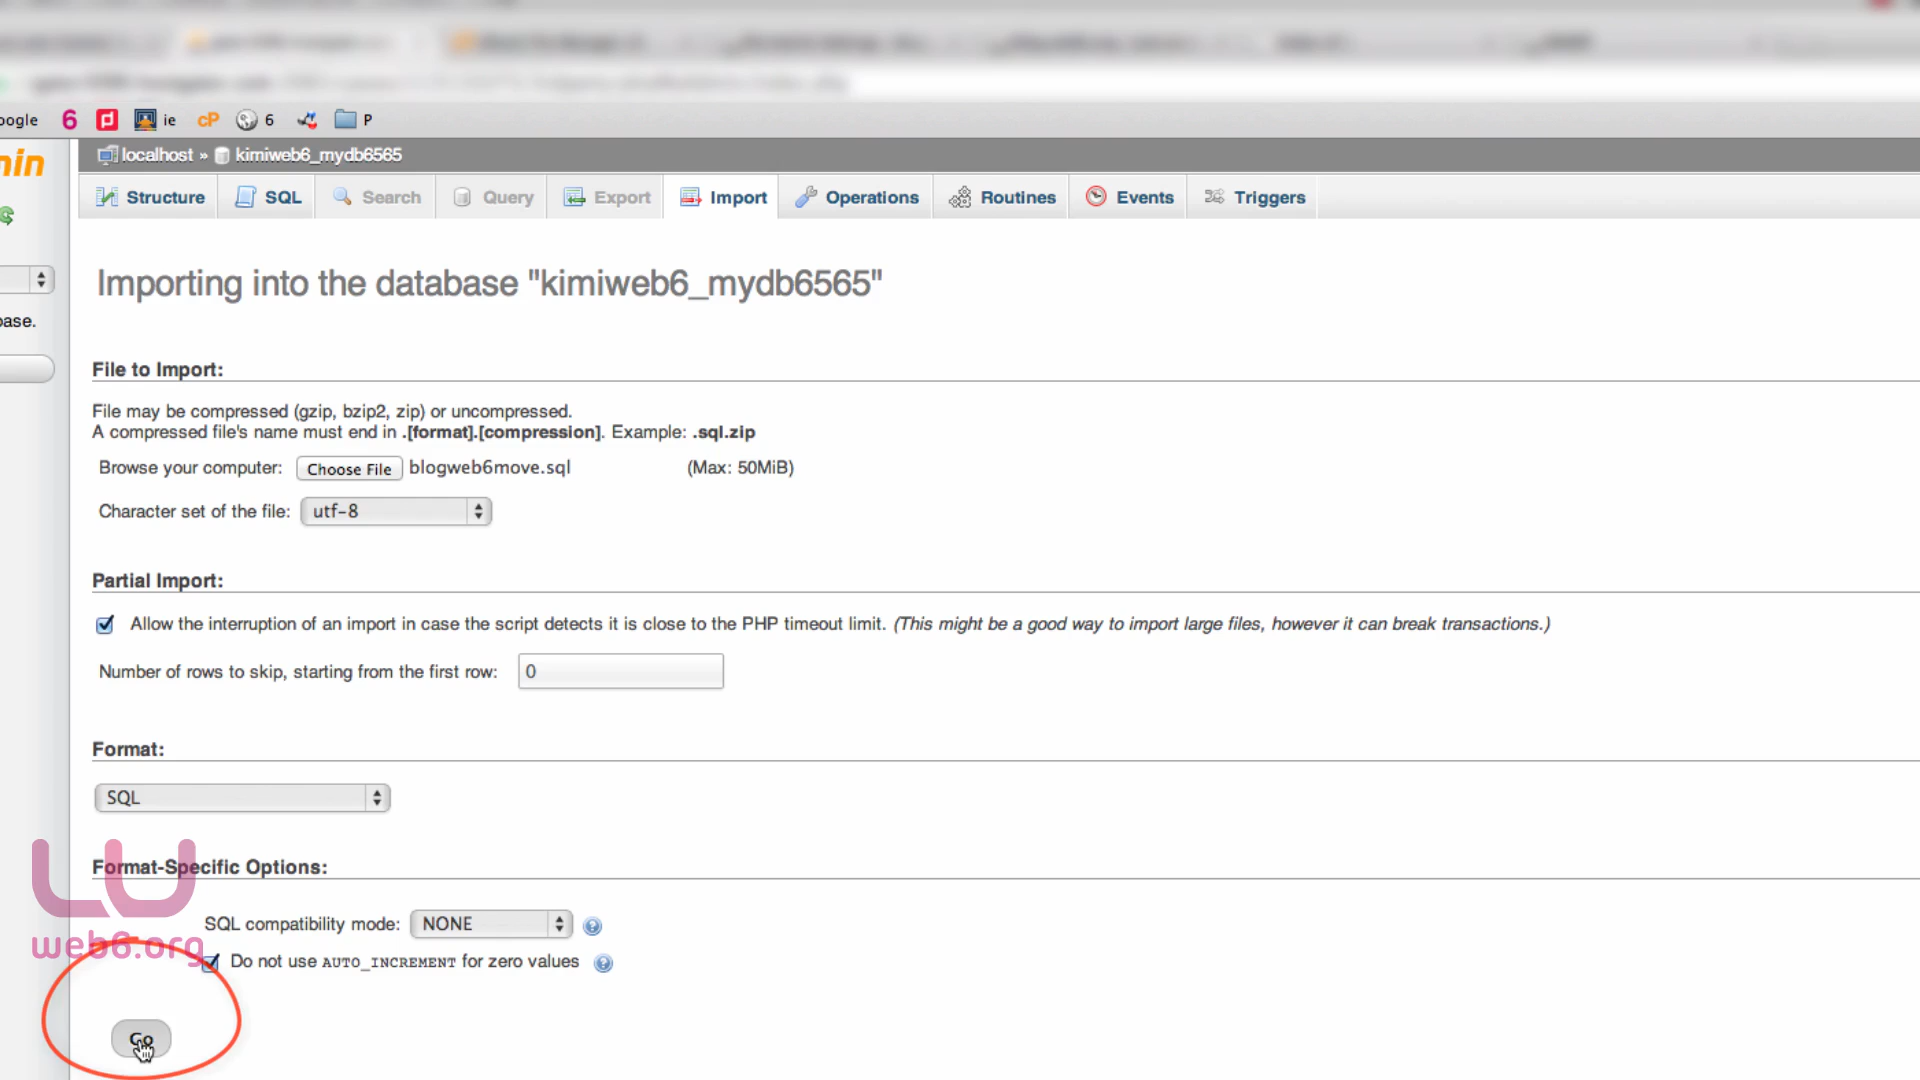 oogle 6 ie cP 6 P
min
localhost » kimiweb6_mydb6565
Structure SQL Search Query Export Import Operations Routines Events Triggers
Importing into the database "kimiweb6_mydb6565"
base.
File to Import:
File may be compressed (gzip, bzip2, zip) or uncompressed.
A compressed file's name must end in .[format].[compression]. Example: .sql.zip
Browse your computer: Choose File blogweb6move.sql (Max: 50MiB)
Character set of the file: utf-8
Partial Import:
Allow the interruption of an import in case the script detects it is close to the PHP timeout limit. (This might be a good way to import large files, however it can break transactions.)
Number of rows to skip, starting from the first row: 0
Format:
SQL
Format-Specific Options:
SQL compatibility mode: NONE
web6.org
Do not use AUTO_INCREMENT for zero values
Go